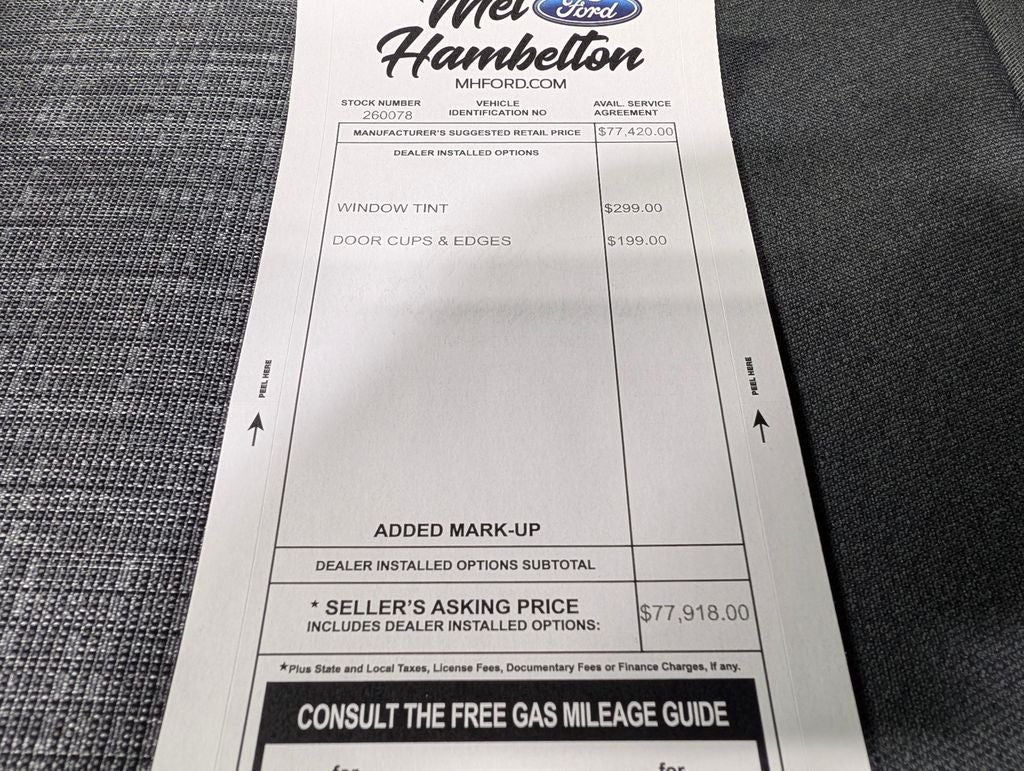 Mel Ford
Hambelton
MHFORD.COM
STOCK NUMBER VEHICLE IDENTIFICATION NO AVAIL. SERVICE AGREEMENT
260078
MANUFACTURER'S SUGGESTED RETAIL PRICE $77,420.00
DEALER INSTALLED OPTIONS
WINDOW TINT $299.00
DOOR CUPS & EDGES $199.00
PEEL HERE PEEL HERE
ADDED MARK-UP
DEALER INSTALLED OPTIONS SUBTOTAL
* SELLER'S ASKING PRICE $77,918.00
INCLUDES DEALER INSTALLED OPTIONS:
*Plus State and Local Taxes, License Fees, Documentary Fees or Finance Charges, if any.
CONSULT THE FREE GAS MILEAGE GUIDE
for for